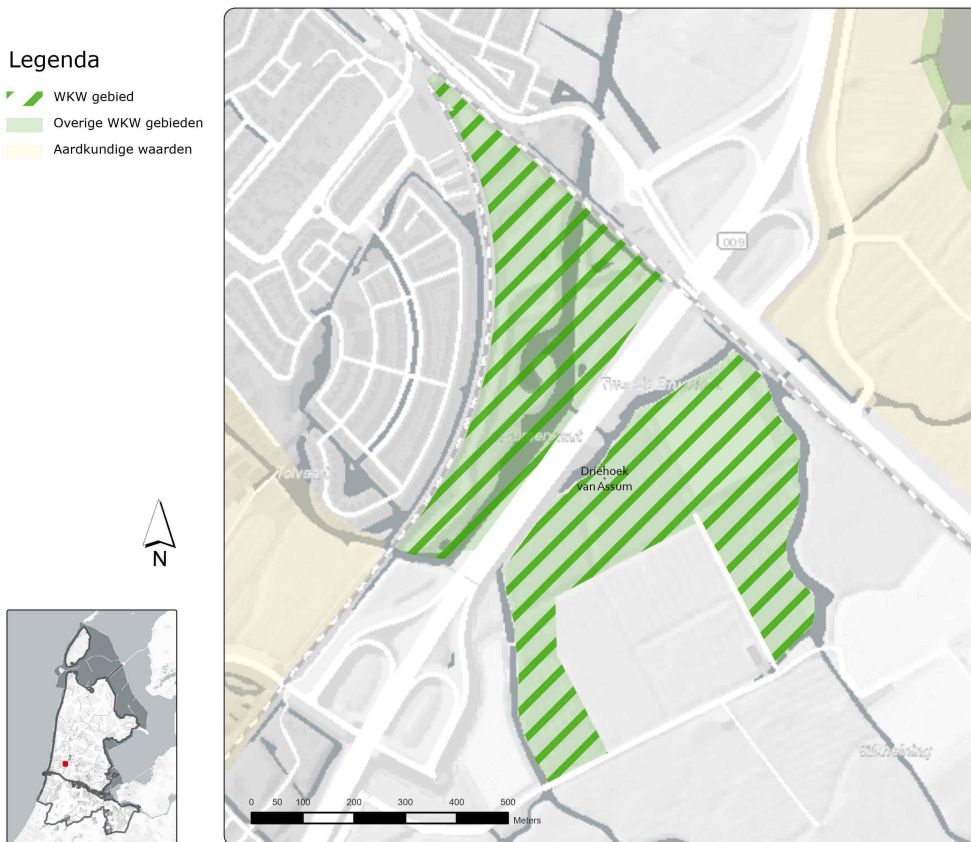 Legenda
WKW gebied
Overige WKW gebieden
Aardkundige waarden
009
Driehoek
van Assum
N
0 50 100 200 300 400 500
Meters